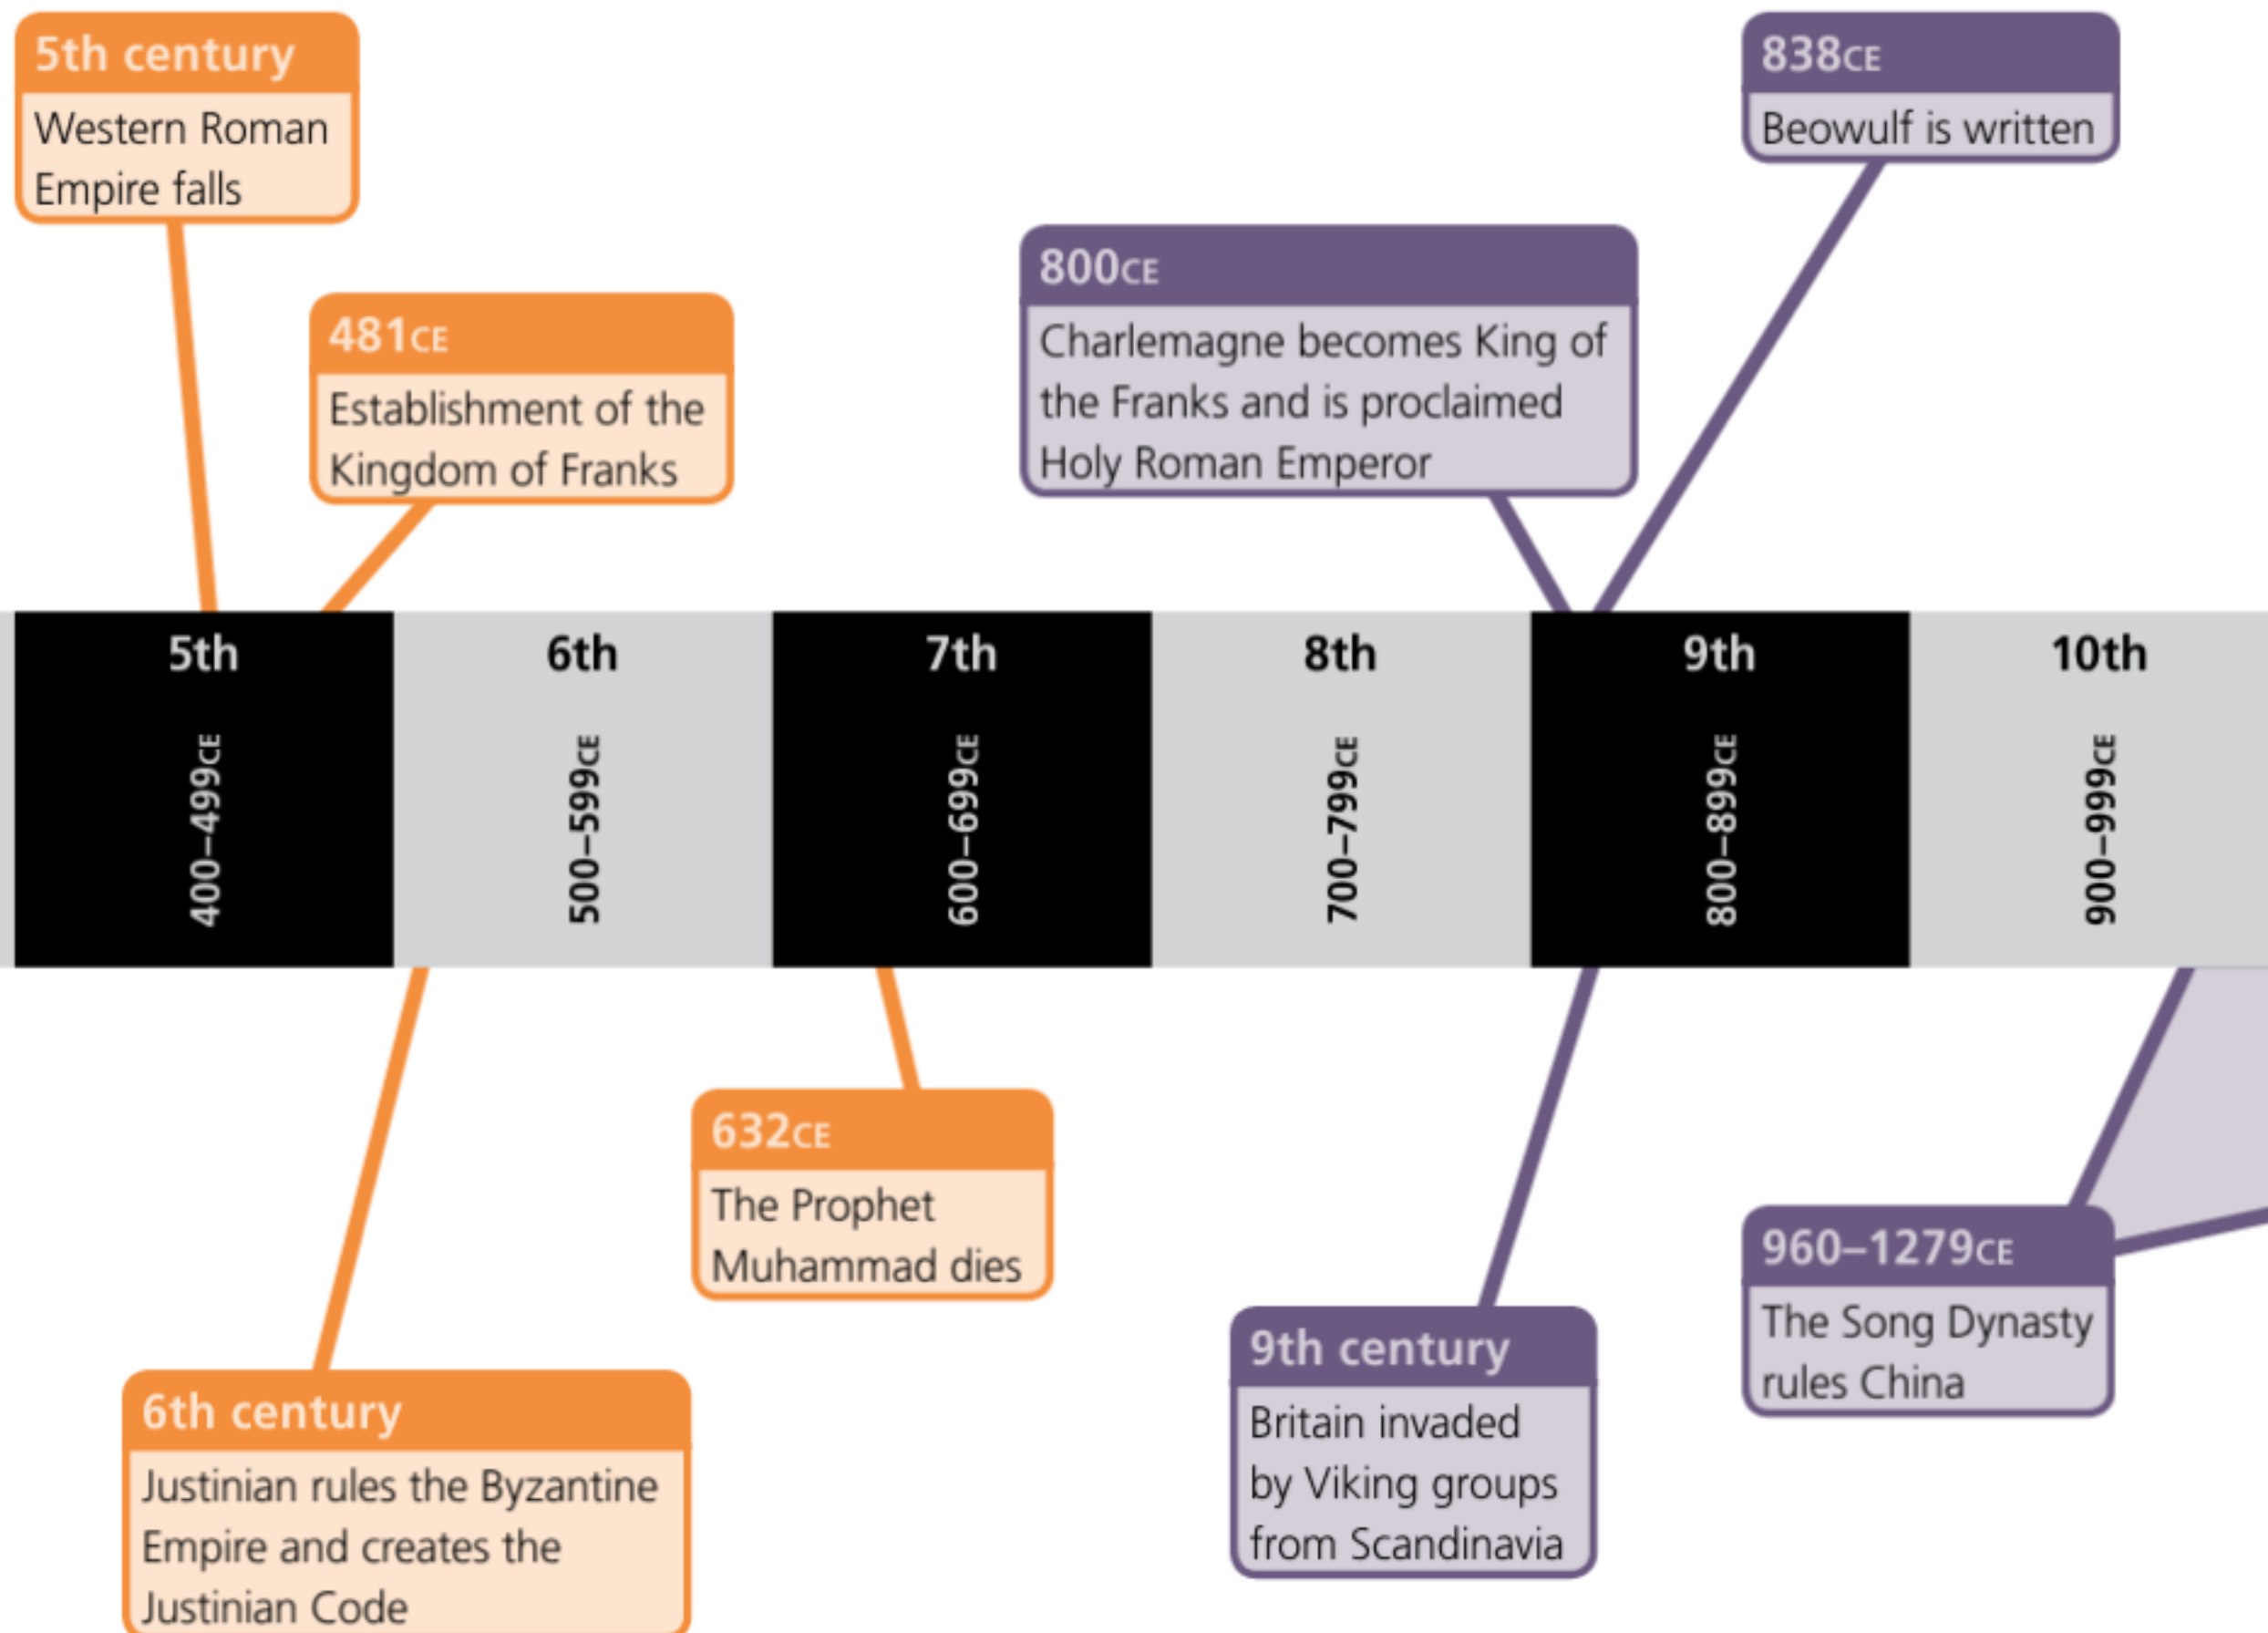 5th century
Western Roman
Empire falls
481CE
Establishment of the
Kingdom of Franks
800CE
Charlemagne becomes King of
the Franks and is proclaimed
Holy Roman Emperor
838CE
Beowulf is written
5th
400–499CE
6th
500–599CE
7th
600–699CE
8th
700–799CE
9th
800–899CE
10th
900–999CE
6th century
Justinian rules the Byzantine
Empire and creates the
Justinian Code
632CE
The Prophet
Muhammad dies
9th century
Britain invaded
by Viking groups
from Scandinavia
960–1279CE
The Song Dynasty
rules China